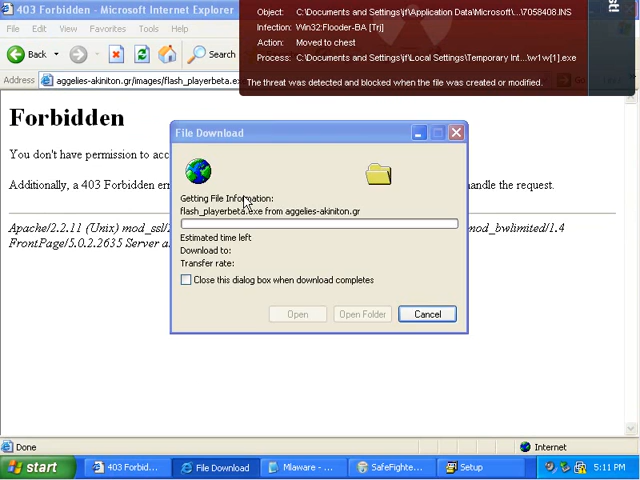 403 Forbidden - Microsoft Internet Explorer
Object: C:\Documents and Settings\jf\Application Data\Microsoft\...\7058408.INS
Infection: Win32:Flooder-BA [Trj]
Action: Moved to chest
Process: C:\Documents and Settings\jf\Local Settings\Temporary Int...\w1w[1].exe
The threat was detected and blocked when the file was created or modified.
File Edit View Favorites Tools Help
Back Search
Address aggelies-akiniton.gr/images/flash_playerbeta.e
Forbidden
You don't have permission to acc
Additionally, a 403 Forbidden err
handle the request.
Apache/2.2.11 (Unix) mod_ssl/2
mod_bwlimited/1.4
FrontPage/5.0.2.2635 Server a
File Download
Getting File Information:
flash_playerbeta.exe from aggelies-akiniton.gr
Estimated time left
Download to:
Transfer rate:
Close this dialog box when download completes
Open Open Folder Cancel
Done Internet
start 403 Forbid... File Download Mlaware - ... SafeFighte... Setup 5:11 PM